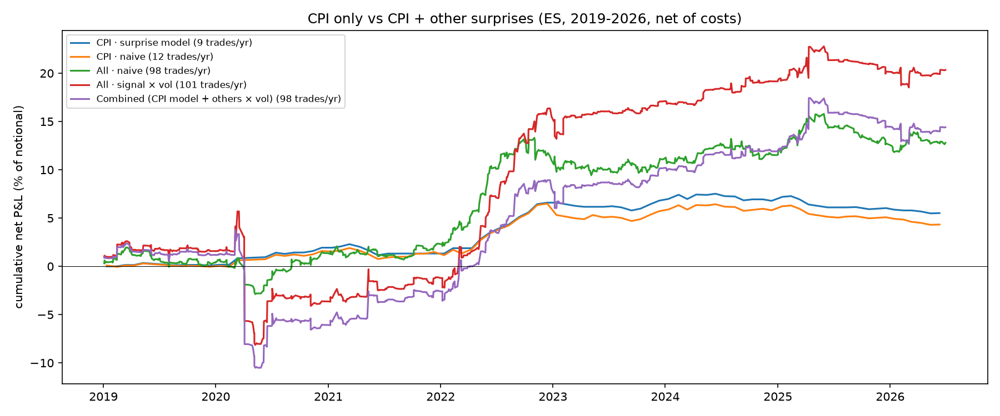 CPI only vs CPI + other surprises (ES, 2019-2026, net of costs)
CPI · surprise model (9 trades/yr)
CPI · naive (12 trades/yr)
All · naive (98 trades/yr)
All · signal × vol (101 trades/yr)
Combined (CPI model + others × vol) (98 trades/yr)
cumulative net P&L (% of notional)
20
15
10
5
0
−5
−10
2019 2020 2021 2022 2023 2024 2025 2026